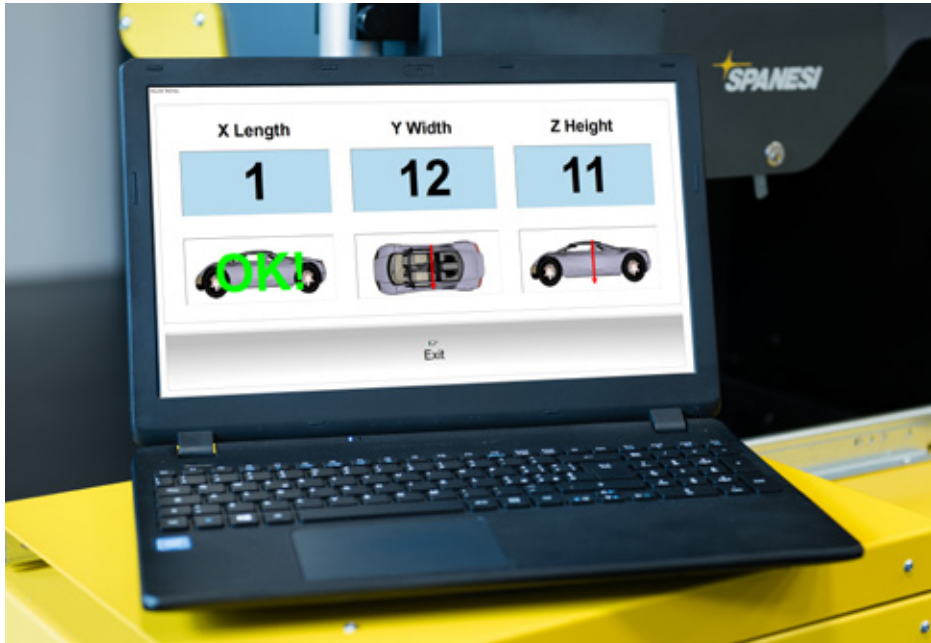 SPANESI
X Length
Y Width
Z Height
1
12
11
OK!
Exit